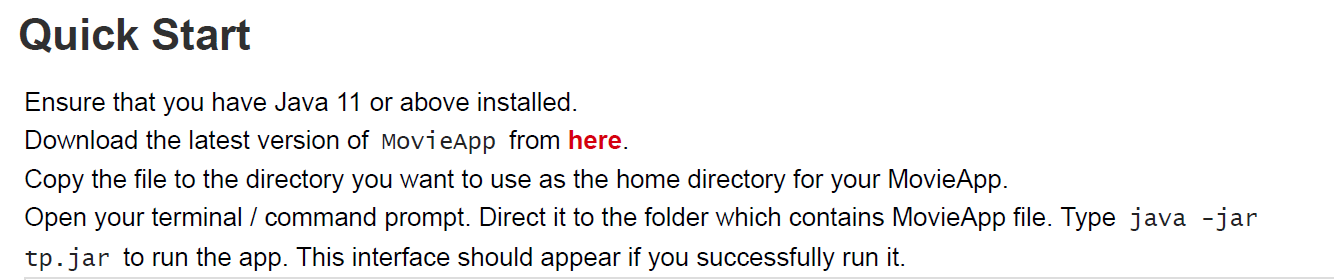 Quick Start
Ensure that you have Java 11 or above installed.
Download the latest version of MovieApp from here.
Copy the file to the directory you want to use as the home directory for your MovieApp.
Open your terminal / command prompt. Direct it to the folder which contains MovieApp file. Type java -jar
tp.jar to run the app. This interface should appear if you successfully run it.